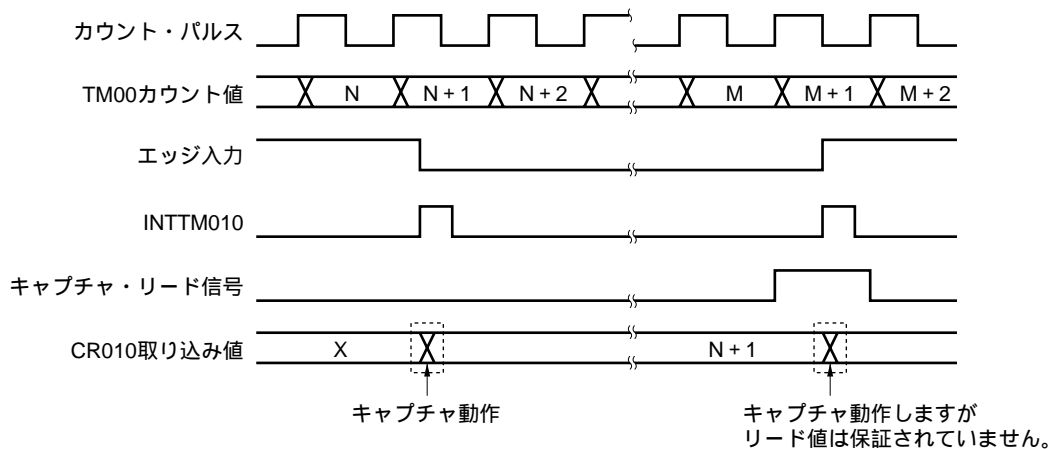 カウント・パルス
TM00カウント値 N N + 1 N + 2 M M + 1 M + 2
エッジ入力
INTTM010
キャプチャ・リード信号
CR010取り込み値 X N + 1
キャプチャ動作
キャプチャ動作しますが
リード値は保証されていません。